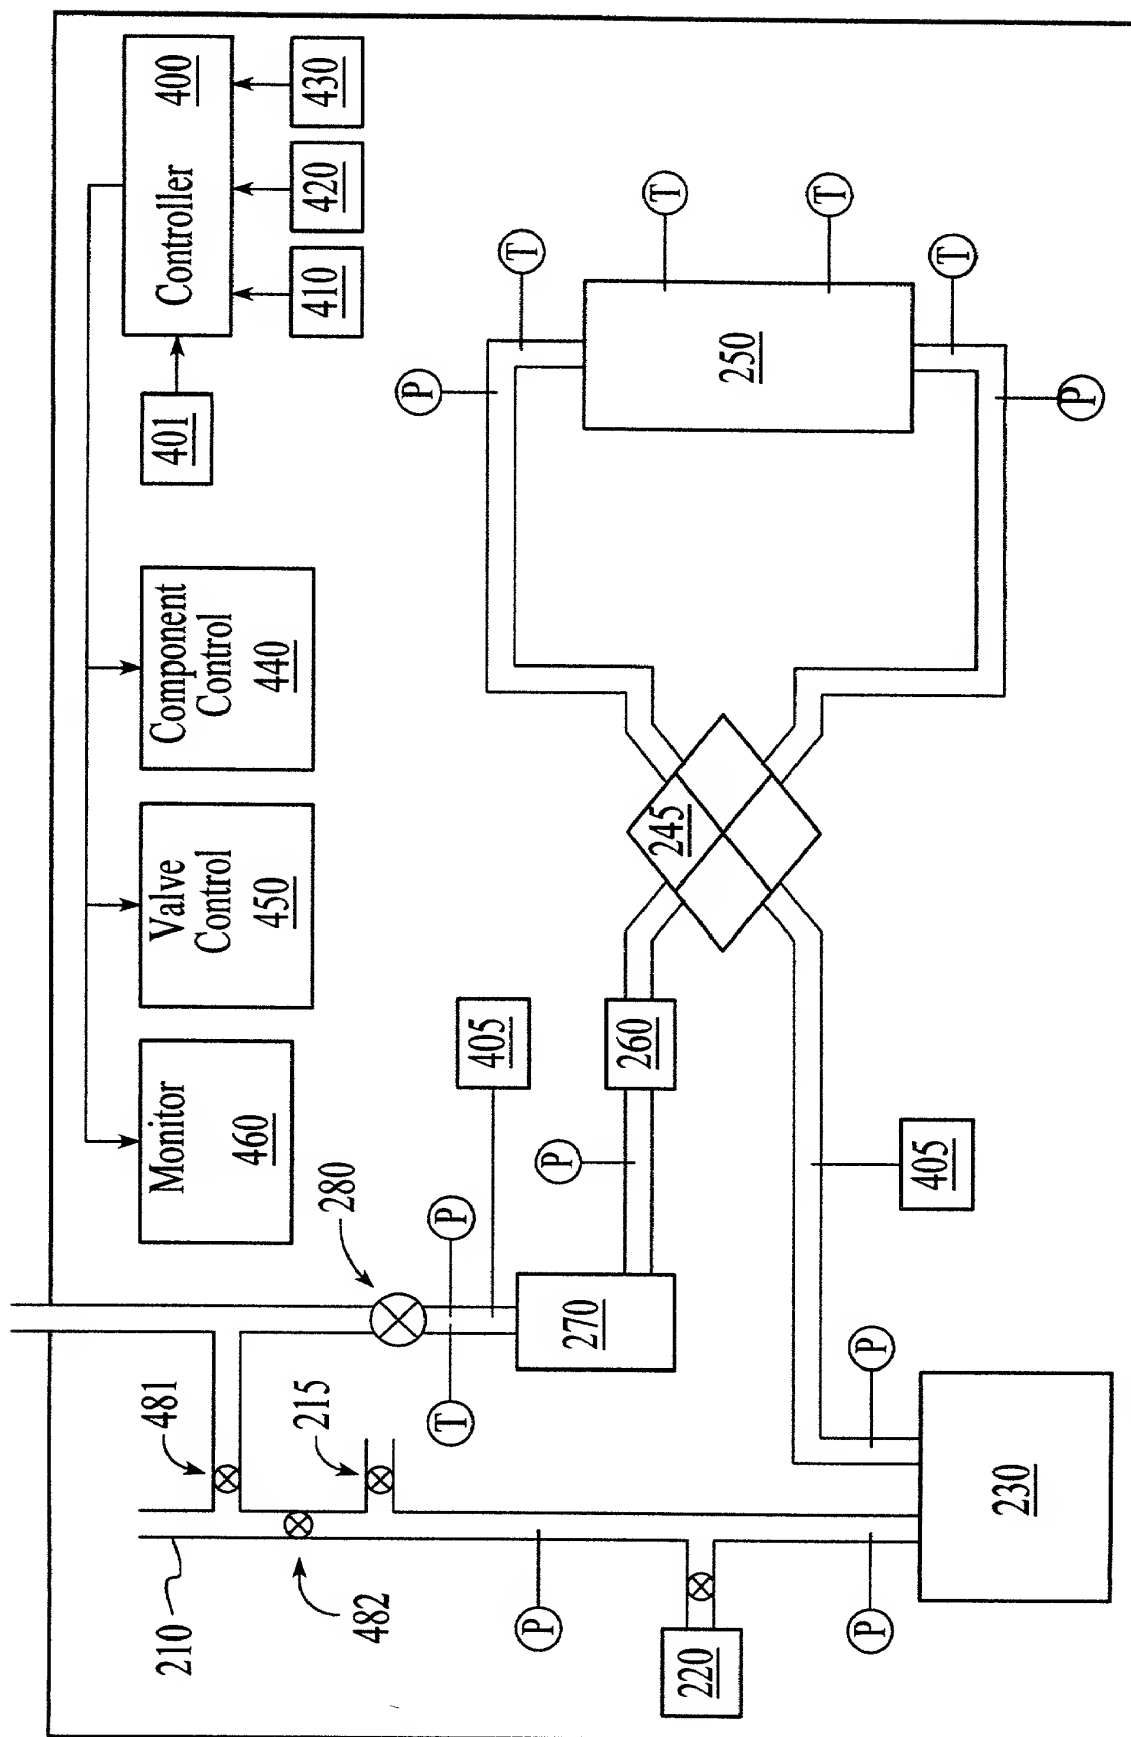 210
482
481
215
280
Monitor
460
Valve
Control
450
Component
Control
440
401
Controller
400
410
420
430
P
T
P
405
P
T
T
T
T
P
P
250
245
260
270
405
P
P
P
220
230